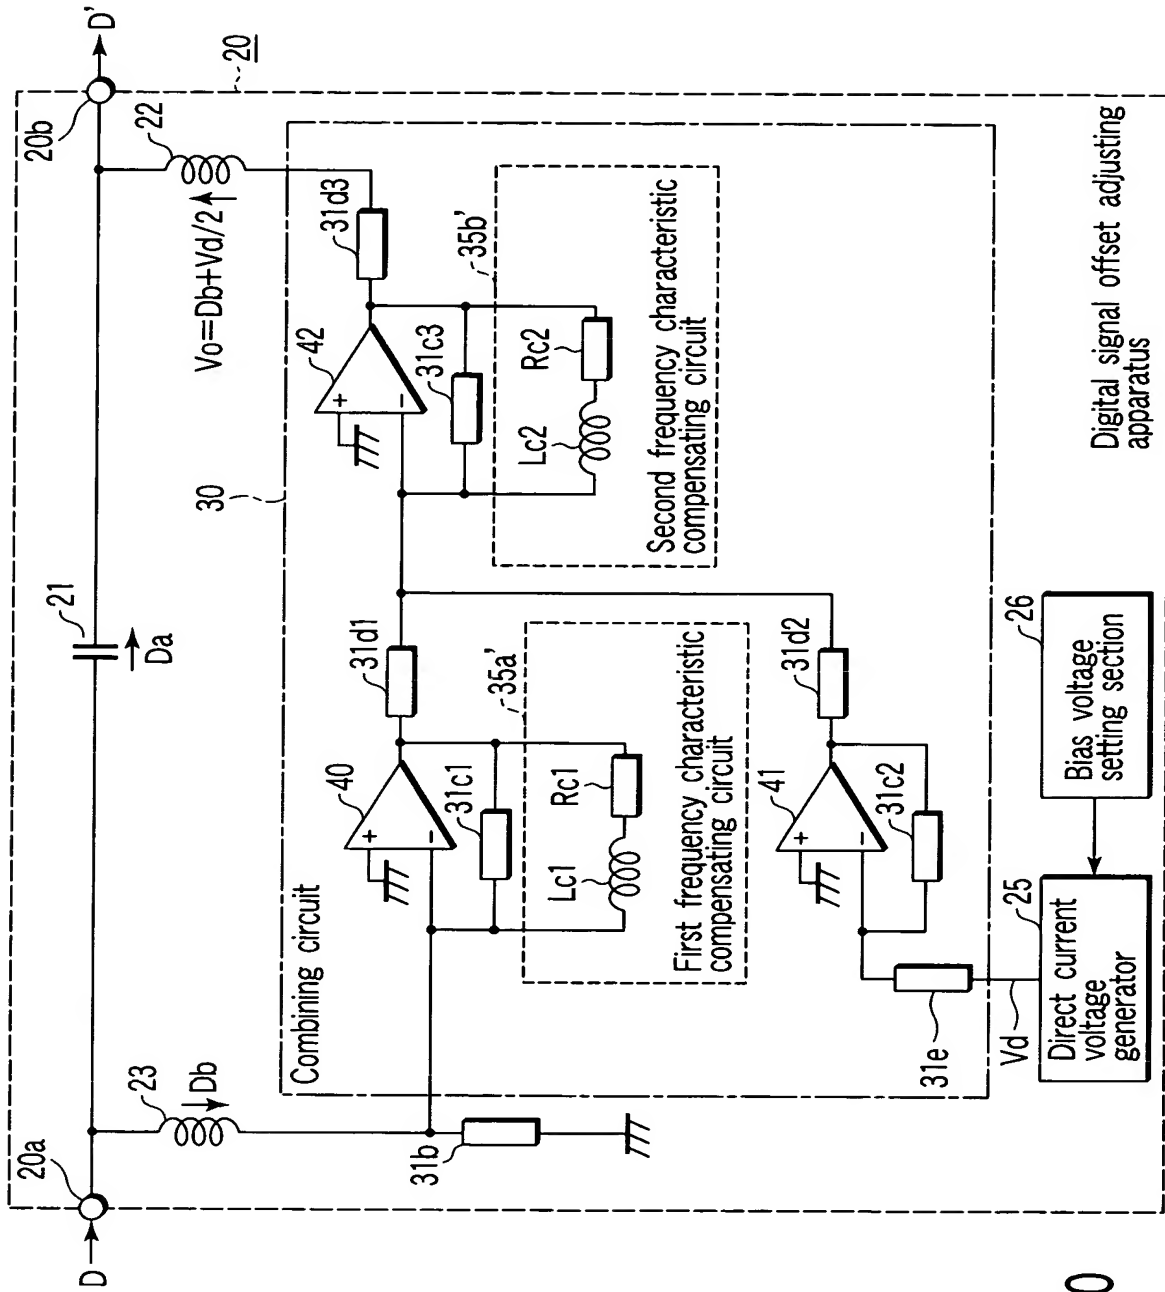 D
20a
23
Db
21
Da
20b
D'
20
22
Vo=Db+Vd/2
30
Combining circuit
31b
40
+
−
31c1
Lc1
Rc1
First frequency characteristic
compensating circuit
35a'
31d1
42
+
−
31c3
31d3
Lc2
Rc2
Second frequency characteristic
compensating circuit
35b'
41
+
−
31c2
31d2
31e
Vd
25
Direct current
voltage
generator
26
Bias voltage
setting section
Digital signal offset adjusting
apparatus
0